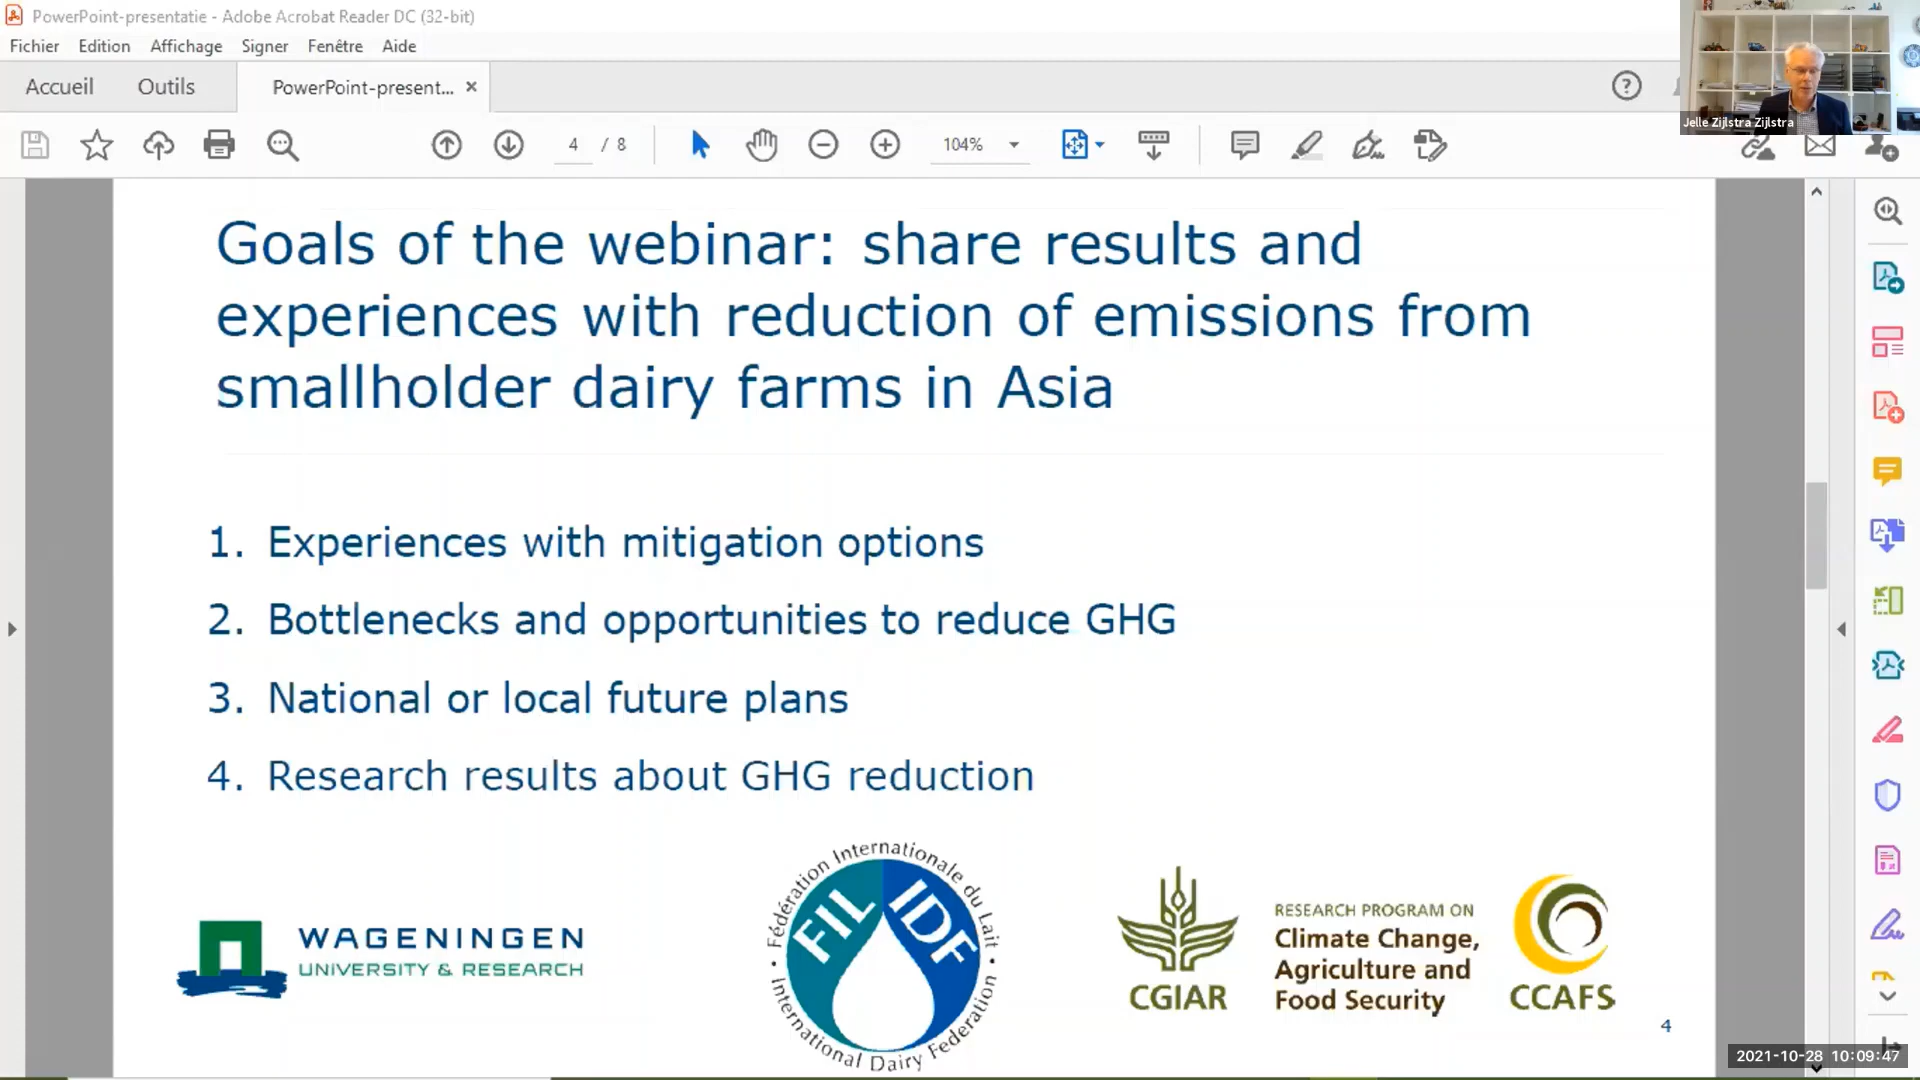 PowerPoint-presentatie - Adobe Acrobat Reader DC (32-bit)
Fichier Edition Affichage Signer Fenêtre Aide
Accueil Outils PowerPoint-present... ×
4 / 8 104%
Jelle Zijlstra Zijlstra
Goals of the webinar: share results and
experiences with reduction of emissions from
smallholder dairy farms in Asia
1. Experiences with mitigation options
2. Bottlenecks and opportunities to reduce GHG
3. National or local future plans
4. Research results about GHG reduction
WAGENINGEN
UNIVERSITY & RESEARCH
Fédération Internationale du Lait
FIL IDF
International Dairy Federation
CGIAR
RESEARCH PROGRAM ON
Climate Change,
Agriculture and
Food Security
CCAFS
4
2021-10-28 10:09:47